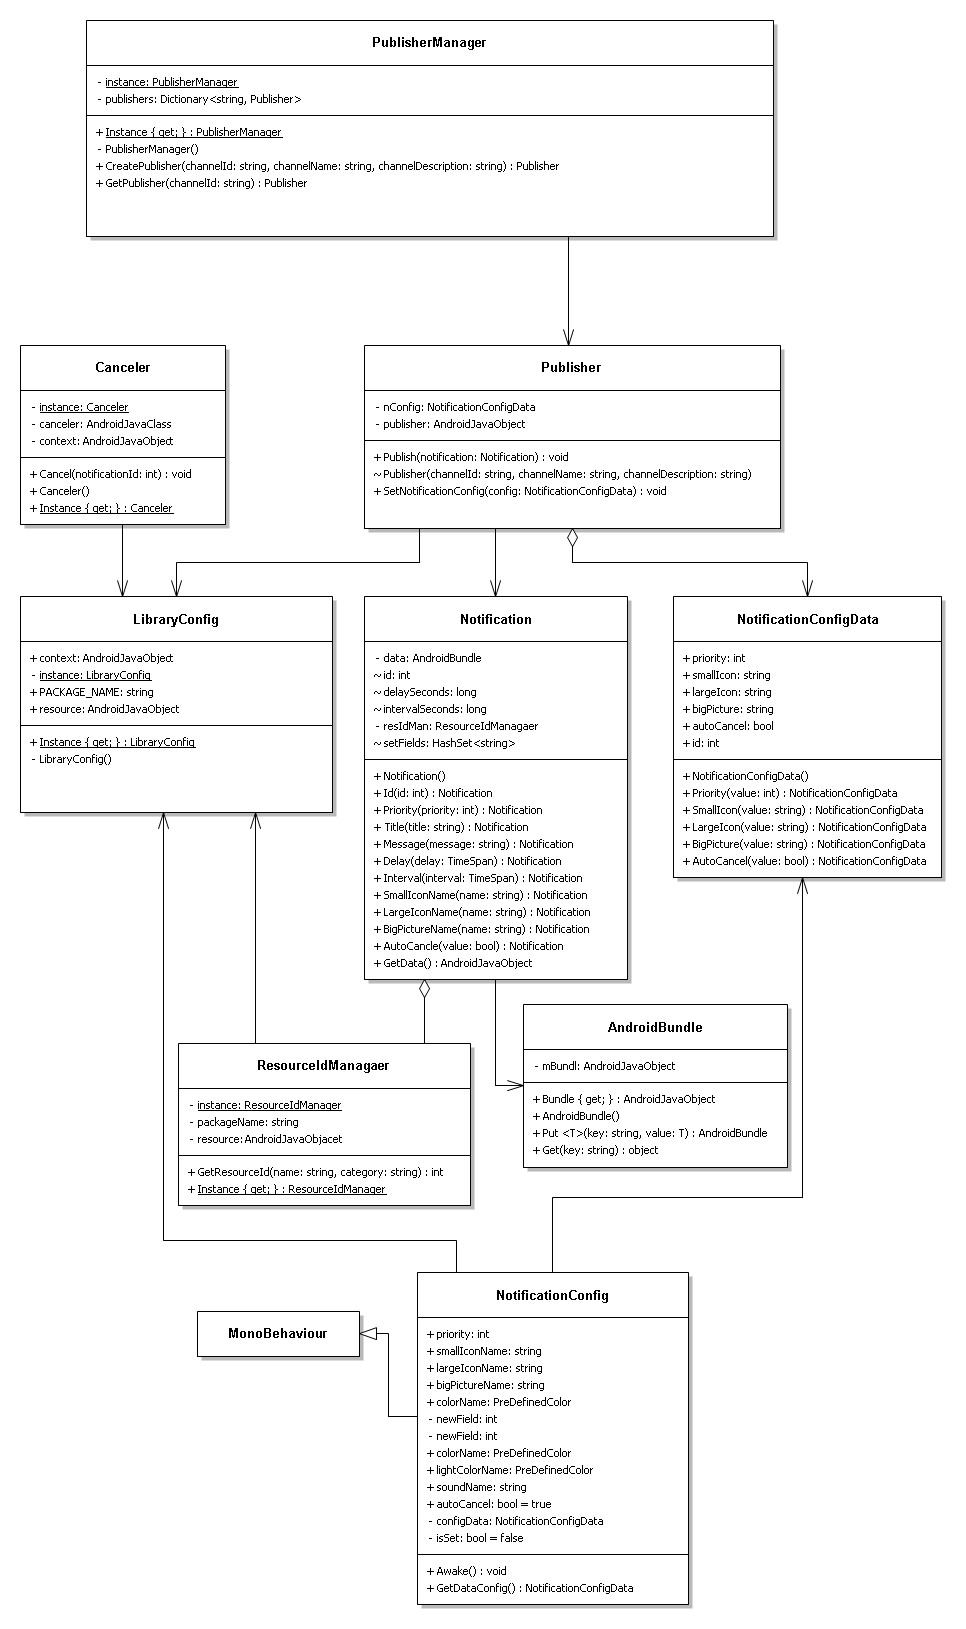 PublisherManager
- instance: PublisherManager
- publishers: Dictionary<string, Publisher>
+ Instance { get; } : PublisherManager
- PublisherManager()
+ CreatePublisher(channelId: string, channelName: string, channelDescription: string) : Publisher
+ GetPublisher(channelId: string) : Publisher
Canceler
- instance: Canceler
- canceler: AndroidJavaClass
- context: AndroidJavaObject
+ Cancel(notificationId: int) : void
+ Canceler()
+ Instance { get; } : Canceler
Publisher
- nConfig: NotificationConfigData
- publisher: AndroidJavaObject
+ Publish(notification: Notification) : void
~ Publisher(channelId: string, channelName: string, channelDescription: string)
+ SetNotificationConfig(config: NotificationConfigData) : void
LibraryConfig
+ context: AndroidJavaObject
- instance: LibraryConfig
+ PACKAGE_NAME: string
+ resource: AndroidJavaObject
+ Instance { get; } : LibraryConfig
- LibraryConfig()
Notification
- data: AndroidBundle
~ id: int
~ delaySeconds: long
~ intervalSeconds: long
- resIdMan: ResourceIdManagaer
~ setFields: HashSet<string>
+ Notification()
+ Id(id: int) : Notification
+ Priority(priority: int) : Notification
+ Title(title: string) : Notification
+ Message(message: string) : Notification
+ Delay(delay: TimeSpan) : Notification
+ Interval(interval: TimeSpan) : Notification
+ SmallIconName(name: string) : Notification
+ LargeIconName(name: string) : Notification
+ BigPictureName(name: string) : Notification
+ AutoCancle(value: bool) : Notification
+ GetData() : AndroidJavaObject
NotificationConfigData
+ priority: int
+ smallIcon: string
+ largeIcon: string
+ bigPicture: string
+ autoCancel: bool
+ id: int
+ NotificationConfigData()
+ Priority(value: int) : NotificationConfigData
+ SmallIcon(value: string) : NotificationConfigData
+ LargeIcon(value: string) : NotificationConfigData
+ BigPicture(value: string) : NotificationConfigData
+ AutoCancel(value: bool) : NotificationConfigData
ResourceIdManagaer
- instance: ResourceIdManager
- packageName: string
- resource:AndroidJavaObjacet
+ GetResourceId(name: string, category: string) : int
+ Instance { get; } : ResourceIdManager
AndroidBundle
- mBundl: AndroidJavaObject
+ Bundle { get; } : AndroidJavaObject
+ AndroidBundle()
+ Put <T>(key: string, value: T) : AndroidBundle
+ Get(key: string) : object
MonoBehaviour
NotificationConfig
+ priority: int
+ smallIconName: string
+ largeIconName: string
+ bigPictureName: string
+ colorName: PreDefinedColor
- newField: int
- newField: int
+ colorName: PreDefinedColor
+ lightColorName: PreDefinedColor
+ soundName: string
+ autoCancel: bool = true
- configData: NotificationConfigData
- isSet: bool = false
+ Awake() : void
+ GetDataConfig() : NotificationConfigData